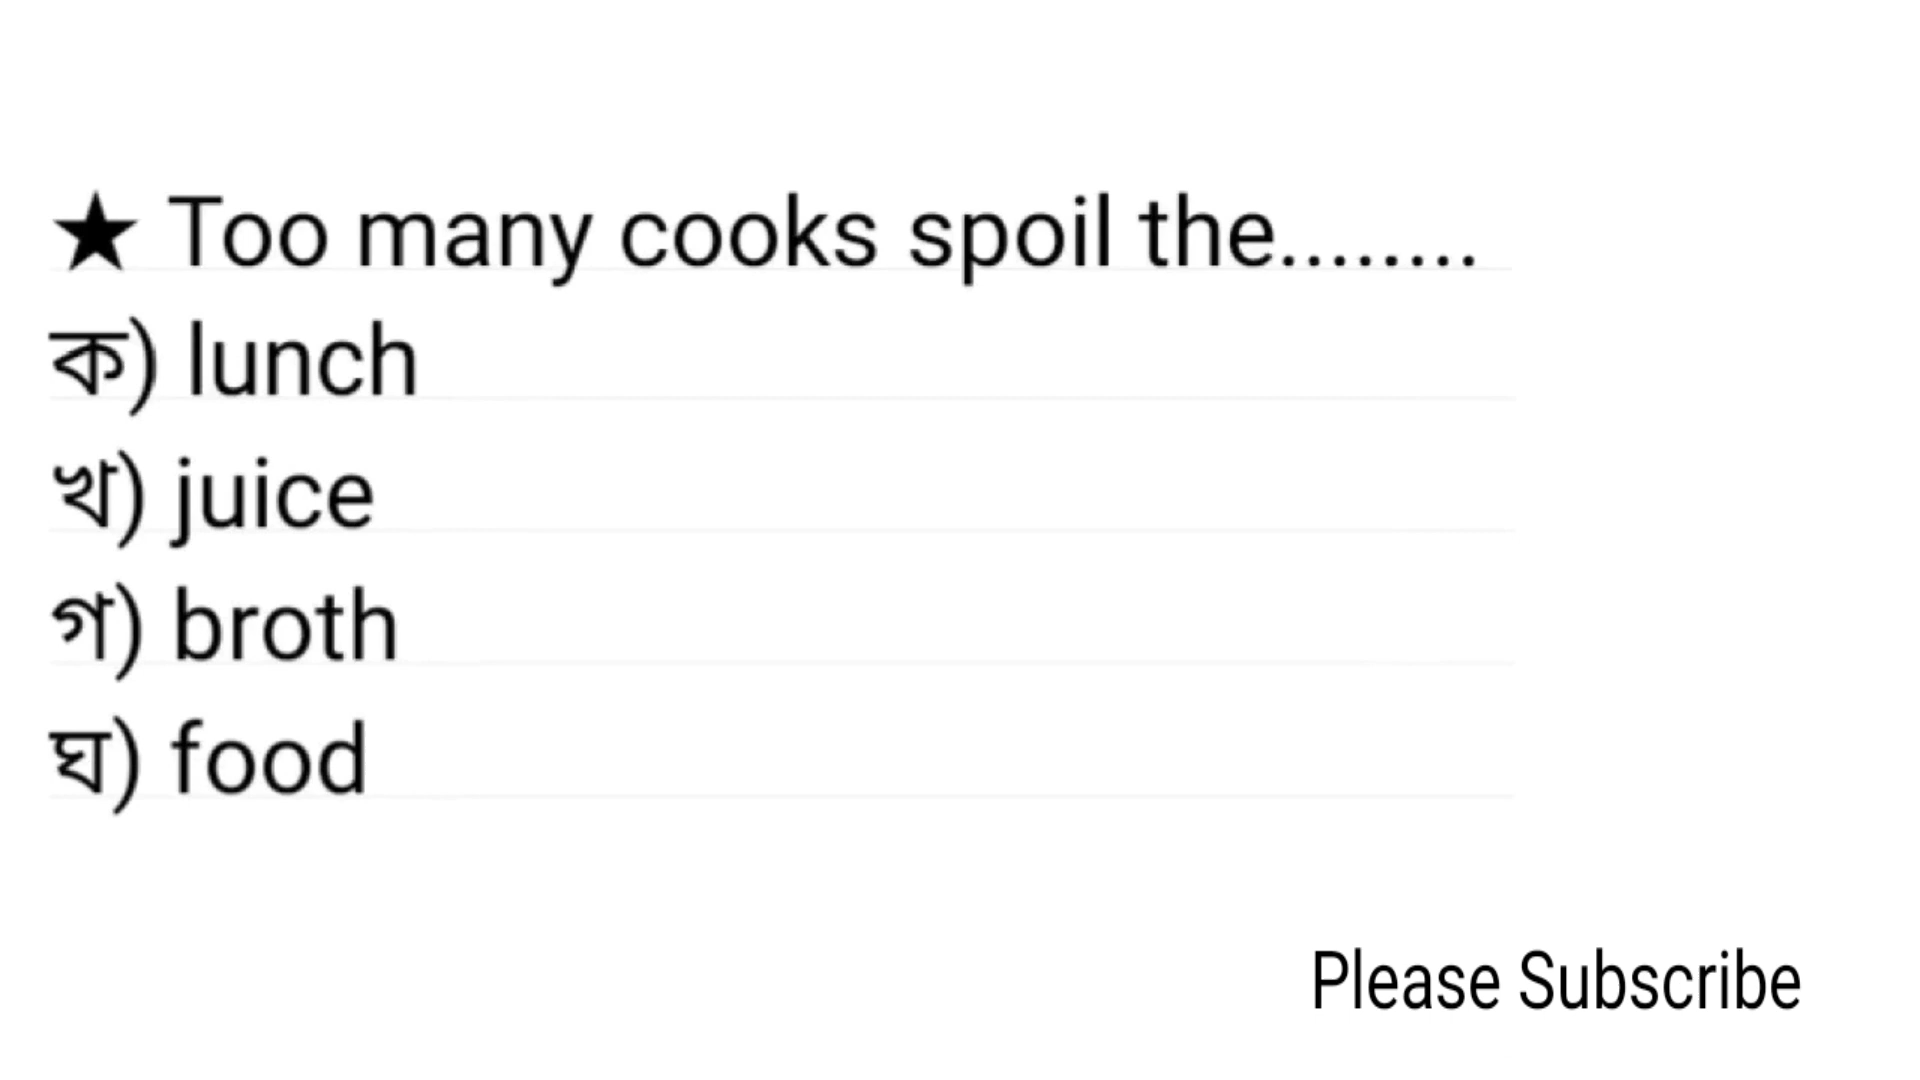 ★ Too many cooks spoil the........
ক) lunch
খ) juice
গ) broth
ঘ) food
Please Subscribe